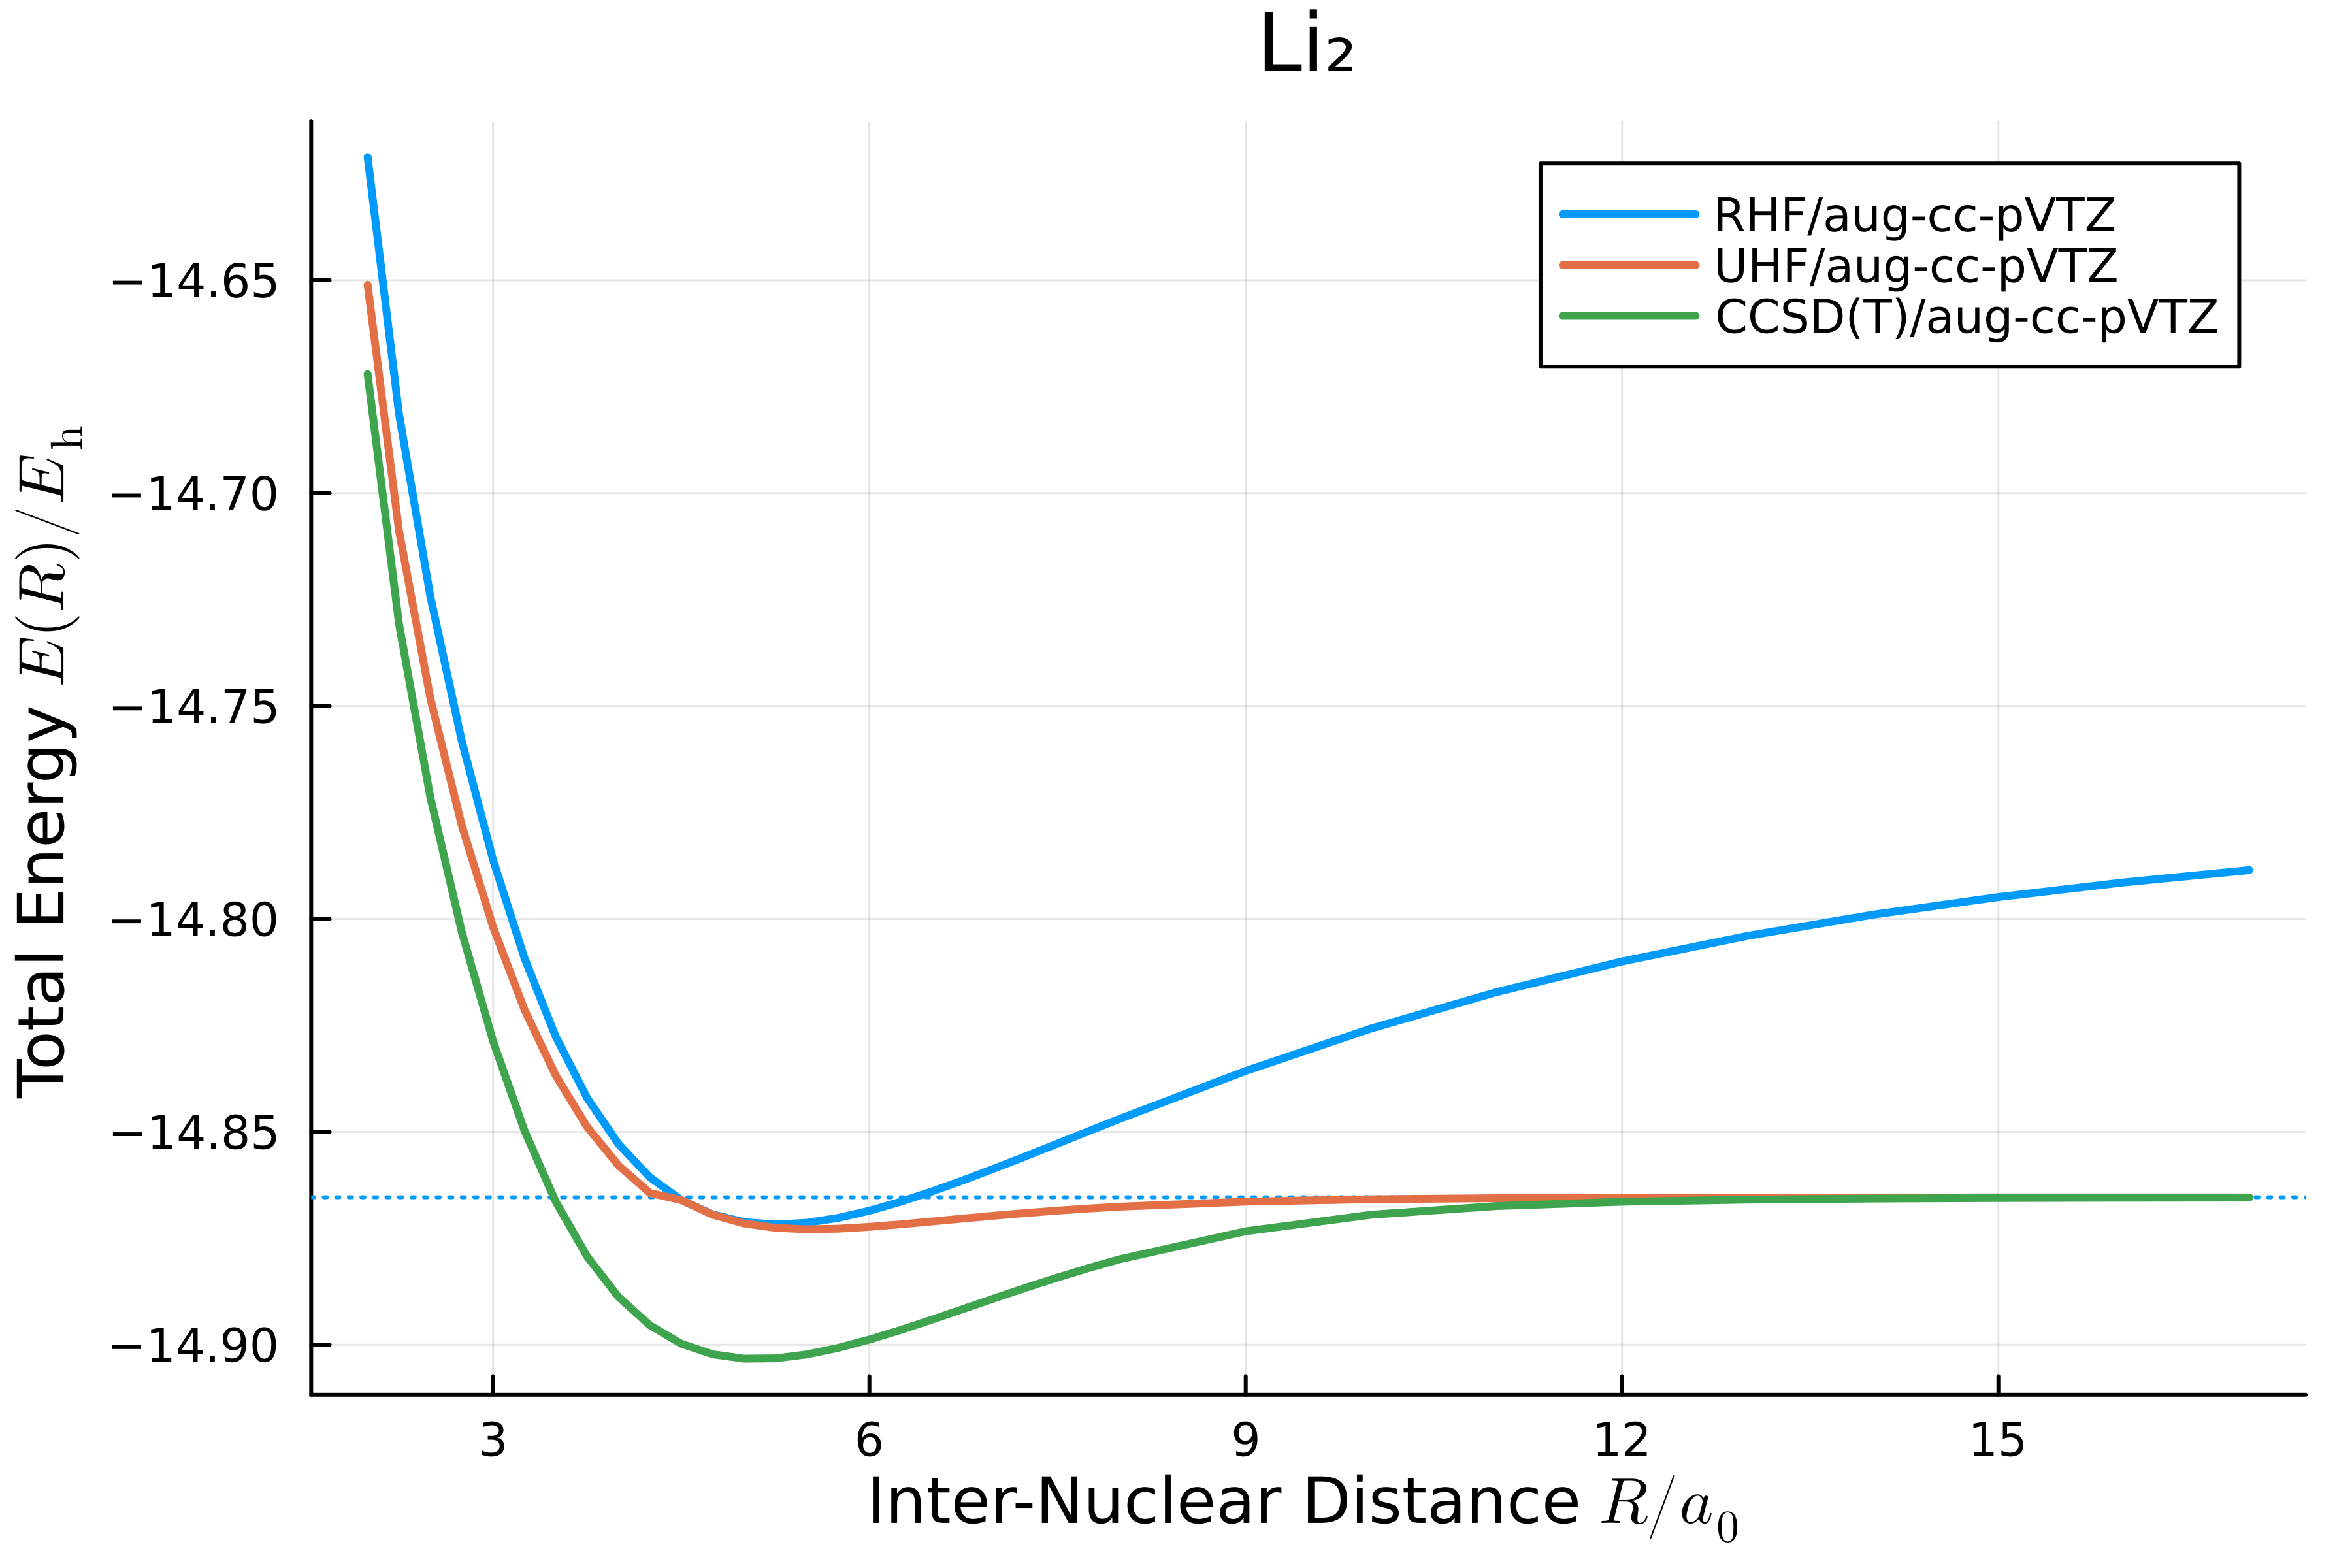 Li₂
RHF/aug-cc-pVTZ
UHF/aug-cc-pVTZ
CCSD(T)/aug-cc-pVTZ
Total Energy E(R)/E_h
−14.65
−14.70
−14.75
−14.80
−14.85
−14.90
3 6 9 12 15
Inter-Nuclear Distance R/a₀